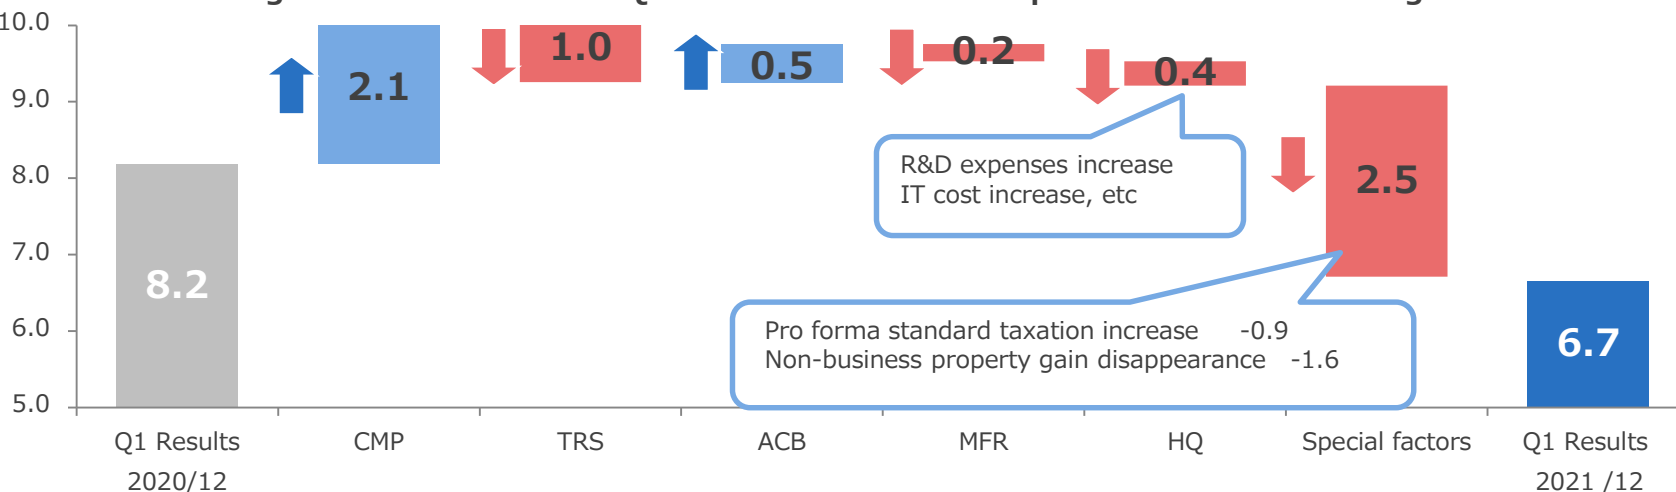 10.0
9.0
8.0
7.0
6.0
5.0
8.2
2.1
1.0
0.5
0.2
0.4
2.5
6.7
R&D expenses increase
IT cost increase, etc
Pro forma standard taxation increase -0.9
Non-business property gain disappearance -1.6
Q1 Results
2020/12
CMP
TRS
ACB
MFR
HQ
Special factors
Q1 Results
2021 /12